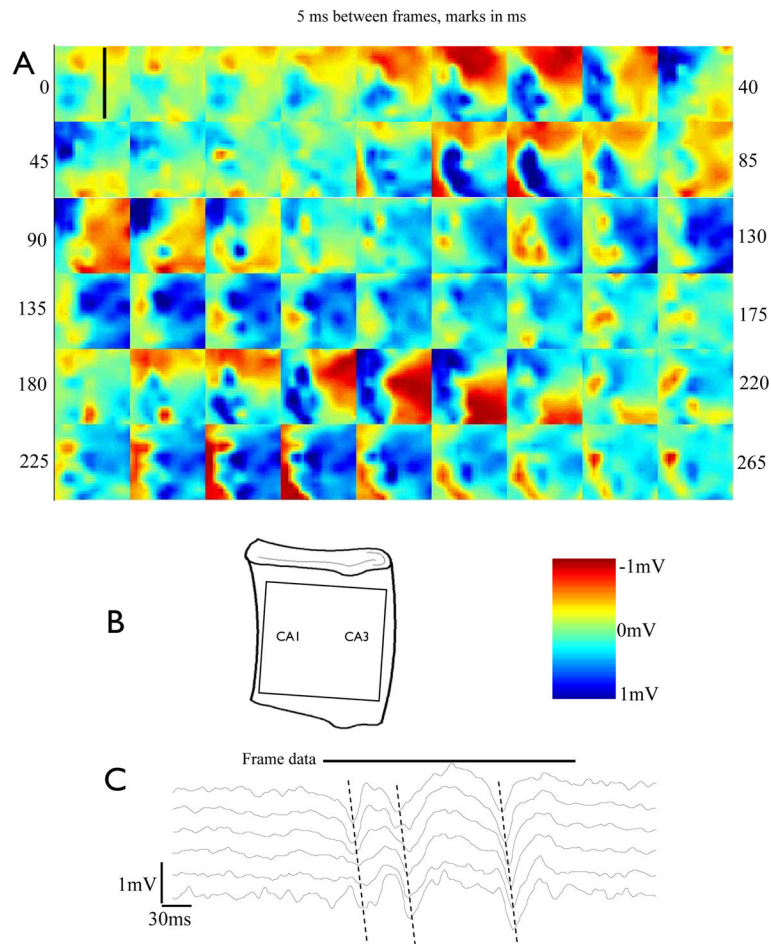 5 ms between frames, marks in ms
A
0 40
45 85
90 130
135 175
180 220
225 265
B
CA1 CA3
-1mV
0mV
1mV
Frame data
C
1mV
30ms